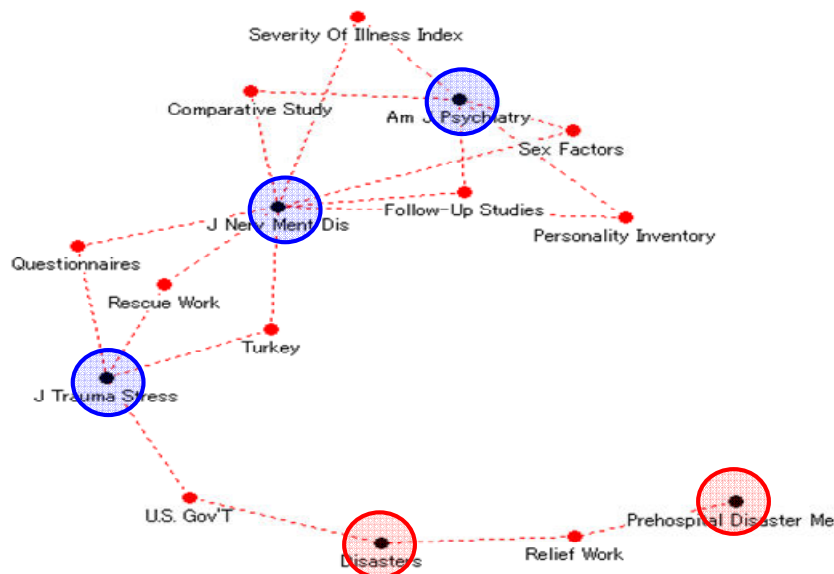 Severity Of Illness Index
Comparative Study
Am J Psychiatry
Sex Factors
J Nerv Ment Dis
Follow-Up Studies
Personality Inventory
Questionnaires
Rescue Work
Turkey
J Trauma Stress
U.S. Gov'T
Prehospital Disaster Me
Disasters
Relief Work